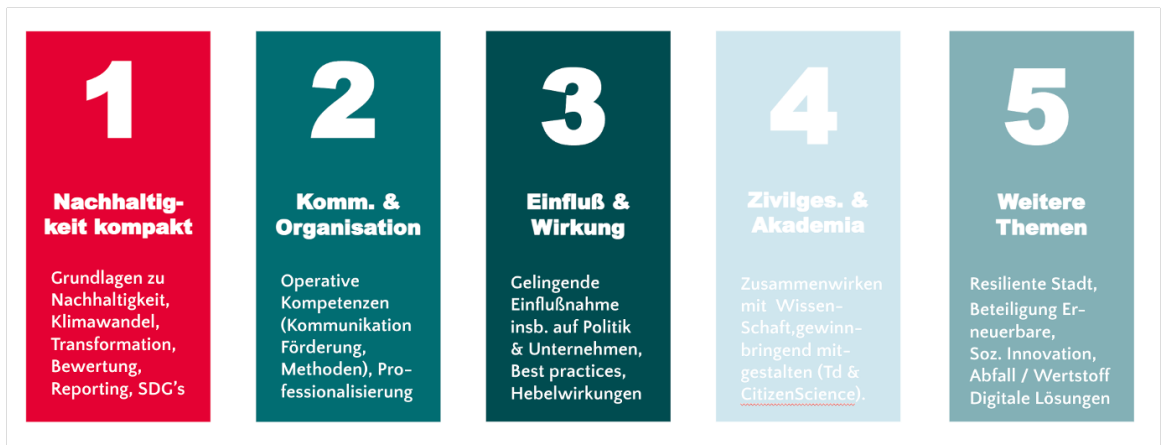 1
Nachhaltig-
keit kompakt
Grundlagen zu
Nachhaltigkeit,
Klimawandel,
Transformation,
Bewertung,
Reporting, SDG's
2
Komm. &
Organisation
Operative
Kompetenzen
(Kommunikation
Förderung,
Methoden), Pro-
fessionalisierung
3
Einfluß &
Wirkung
Gelingende
Einflußnahme
insb. auf Politik
& Unternehmen,
Best practices,
Hebelwirkungen
4
Zivilges. &
Akademia
Zusammenwirken
mit Wissen-
Schaft,gewinn-
bringend mit-
gestalten (Td &
CitizenScience).
5
Weitere
Themen
Resiliente Stadt,
Beteiligung Er-
neuerbare,
Soz. Innovation,
Abfall / Wertstoff
Digitale Lösungen